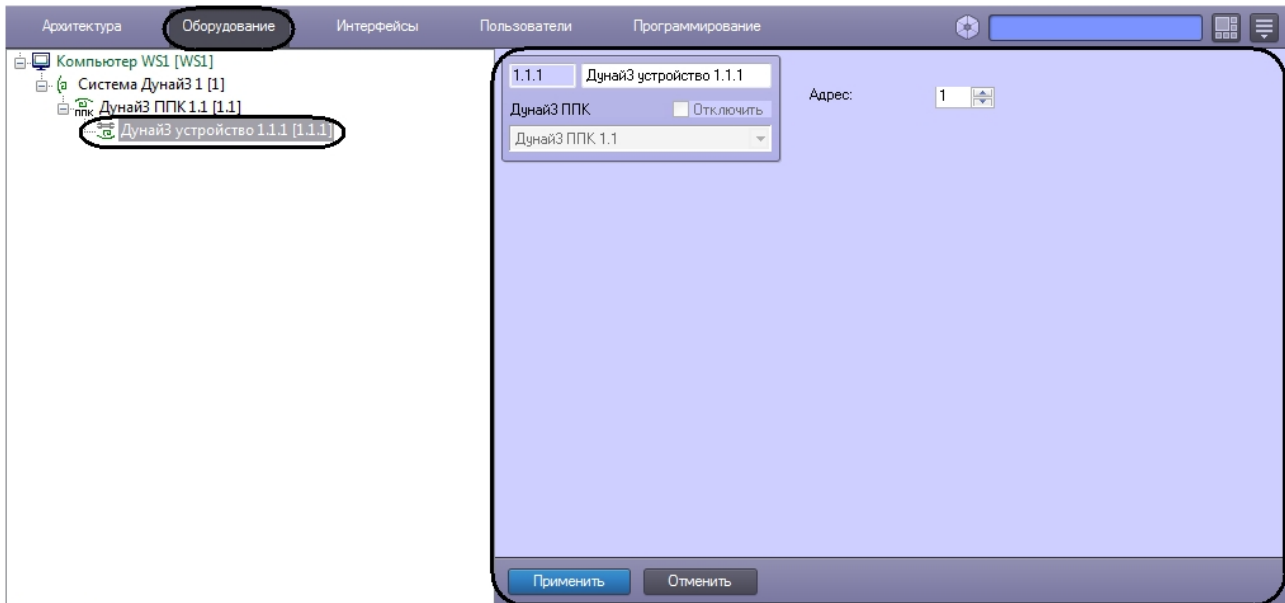 Архитектура Оборудование Интерфейсы Пользователи Программирование
Компьютер WS1 [WS1]
Система Дунай3 1 [1]
ппк Дунай3 ППК 1.1 [1.1]
Дунай3 устройство 1.1.1 [1.1.1]
1.1.1 Дунай3 устройство 1.1.1
Дунай3 ППК Отключить
Дунай3 ППК 1.1
Адрес: 1
Применить Отменить